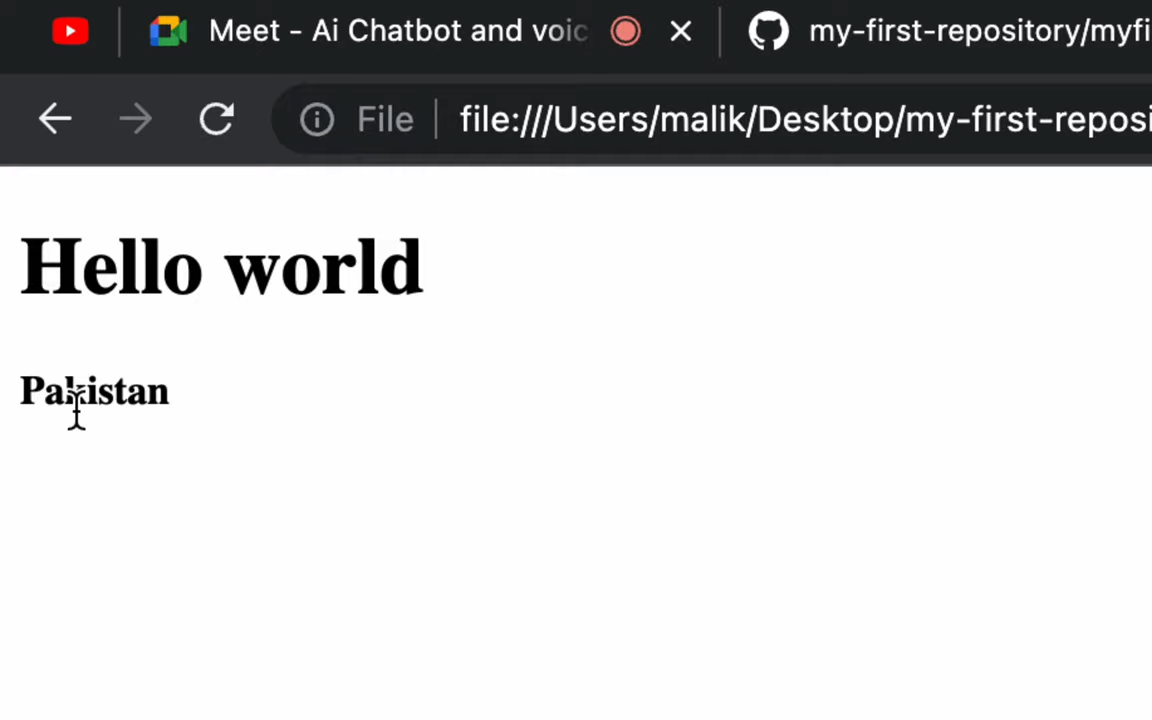 Meet - Ai Chatbot and voic
my-first-repository/myfi
File
file:///Users/malik/Desktop/my-first-reposi
Hello world
Pakistan